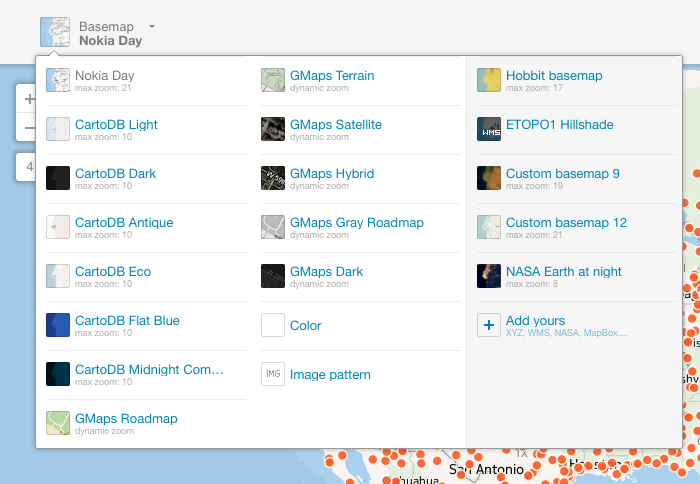 Basemap
Nokia Day
Nokia Day
max zoom: 21
CartoDB Light
max zoom: 10
CartoDB Dark
max zoom: 10
CartoDB Antique
max zoom: 10
CartoDB Eco
max zoom: 10
CartoDB Flat Blue
max zoom: 10
CartoDB Midnight Com…
max zoom: 10
GMaps Roadmap
dynamic zoom
GMaps Terrain
dynamic zoom
GMaps Satellite
dynamic zoom
GMaps Hybrid
dynamic zoom
GMaps Gray Roadmap
dynamic zoom
GMaps Dark
dynamic zoom
Color
IMG
Image pattern
Hobbit basemap
max zoom: 17
WMS
ETOPO1 Hillshade
Custom basemap 9
max zoom: 19
Custom basemap 12
max zoom: 21
NASA Earth at night
max zoom: 8
+
Add yours
XYZ, WMS, NASA, MapBox,...
+
−
4
TX
San Antonio